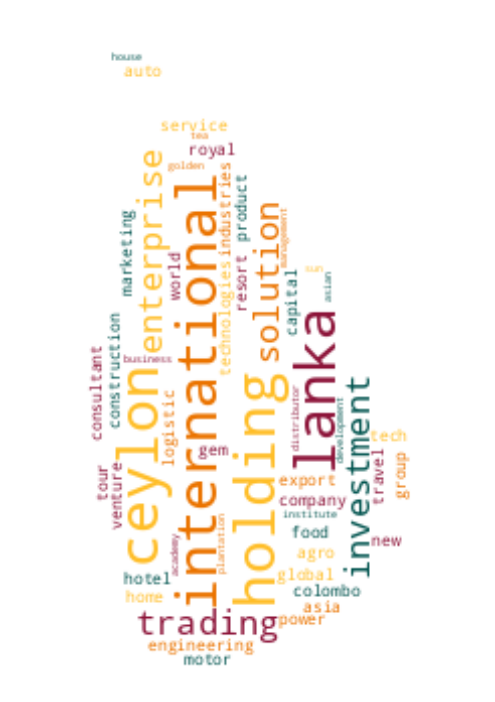 house
auto
service
tea
royal
golden
enterprise
international
industries
product
marketing
world
resort
solution
management
technologies
capital
sun
asian
construction
consultant
business
ceylon
logistic
gem
holding
lanka
distributor
development
investment
tech
group
travel
tour
venture
export
company
institute
food
new
agro
academy
plantation
hotel
home
global
colombo
asia
trading
power
engineering
motor